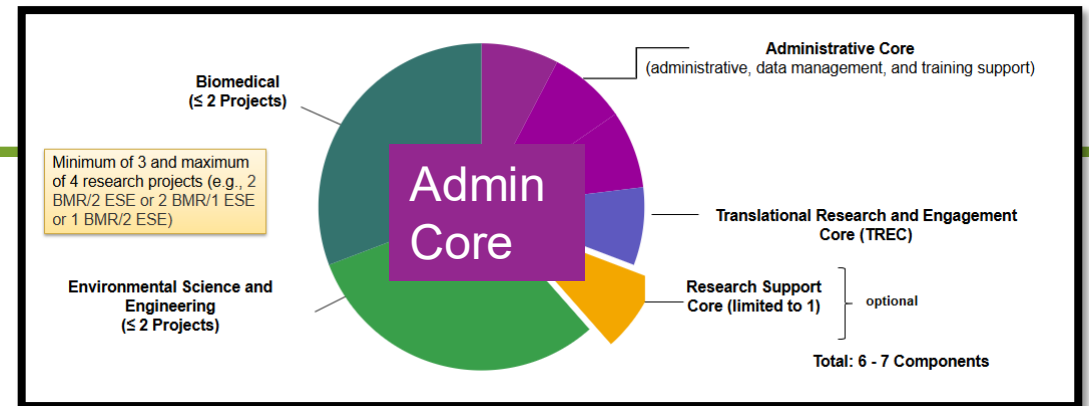 Administrative Core
(administrative, data management, and training support)
Biomedical
(≤ 2 Projects)
Minimum of 3 and maximum
of 4 research projects (e.g., 2
BMR/2 ESE or 2 BMR/1 ESE
or 1 BMR/2 ESE)
Admin
Core
Translational Research and Engagement
Core (TREC)
Environmental Science and
Engineering
(≤ 2 Projects)
Research Support
Core (limited to 1)
optional
Total: 6 - 7 Components